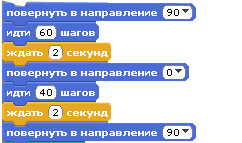 повернуть в направление 90
идти 60 шагов
ждать 2 секунд
повернуть в направление 0
идти 40 шагов
ждать 2 секунд
повернуть в направление 90